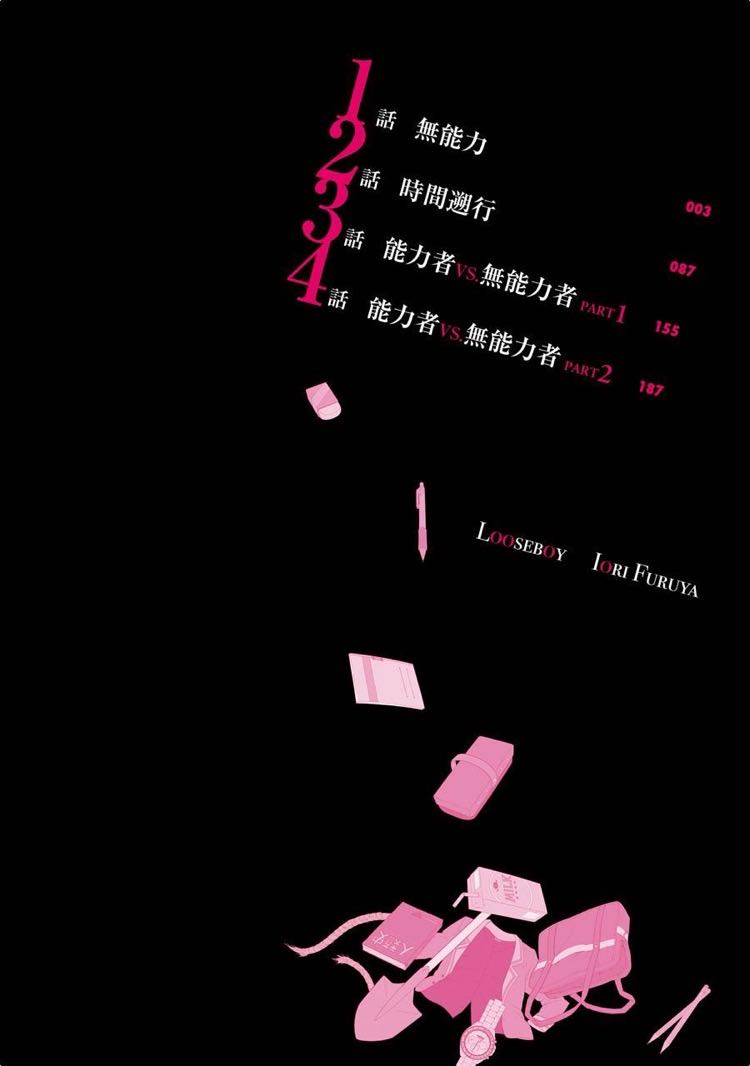 1話 無能力 003
2話 時間遡行 087
3話 能力者VS.無能力者 PART1 155
4話 能力者VS.無能力者 PART2 187
LOOSEBOY IORI FURUYA
MILK